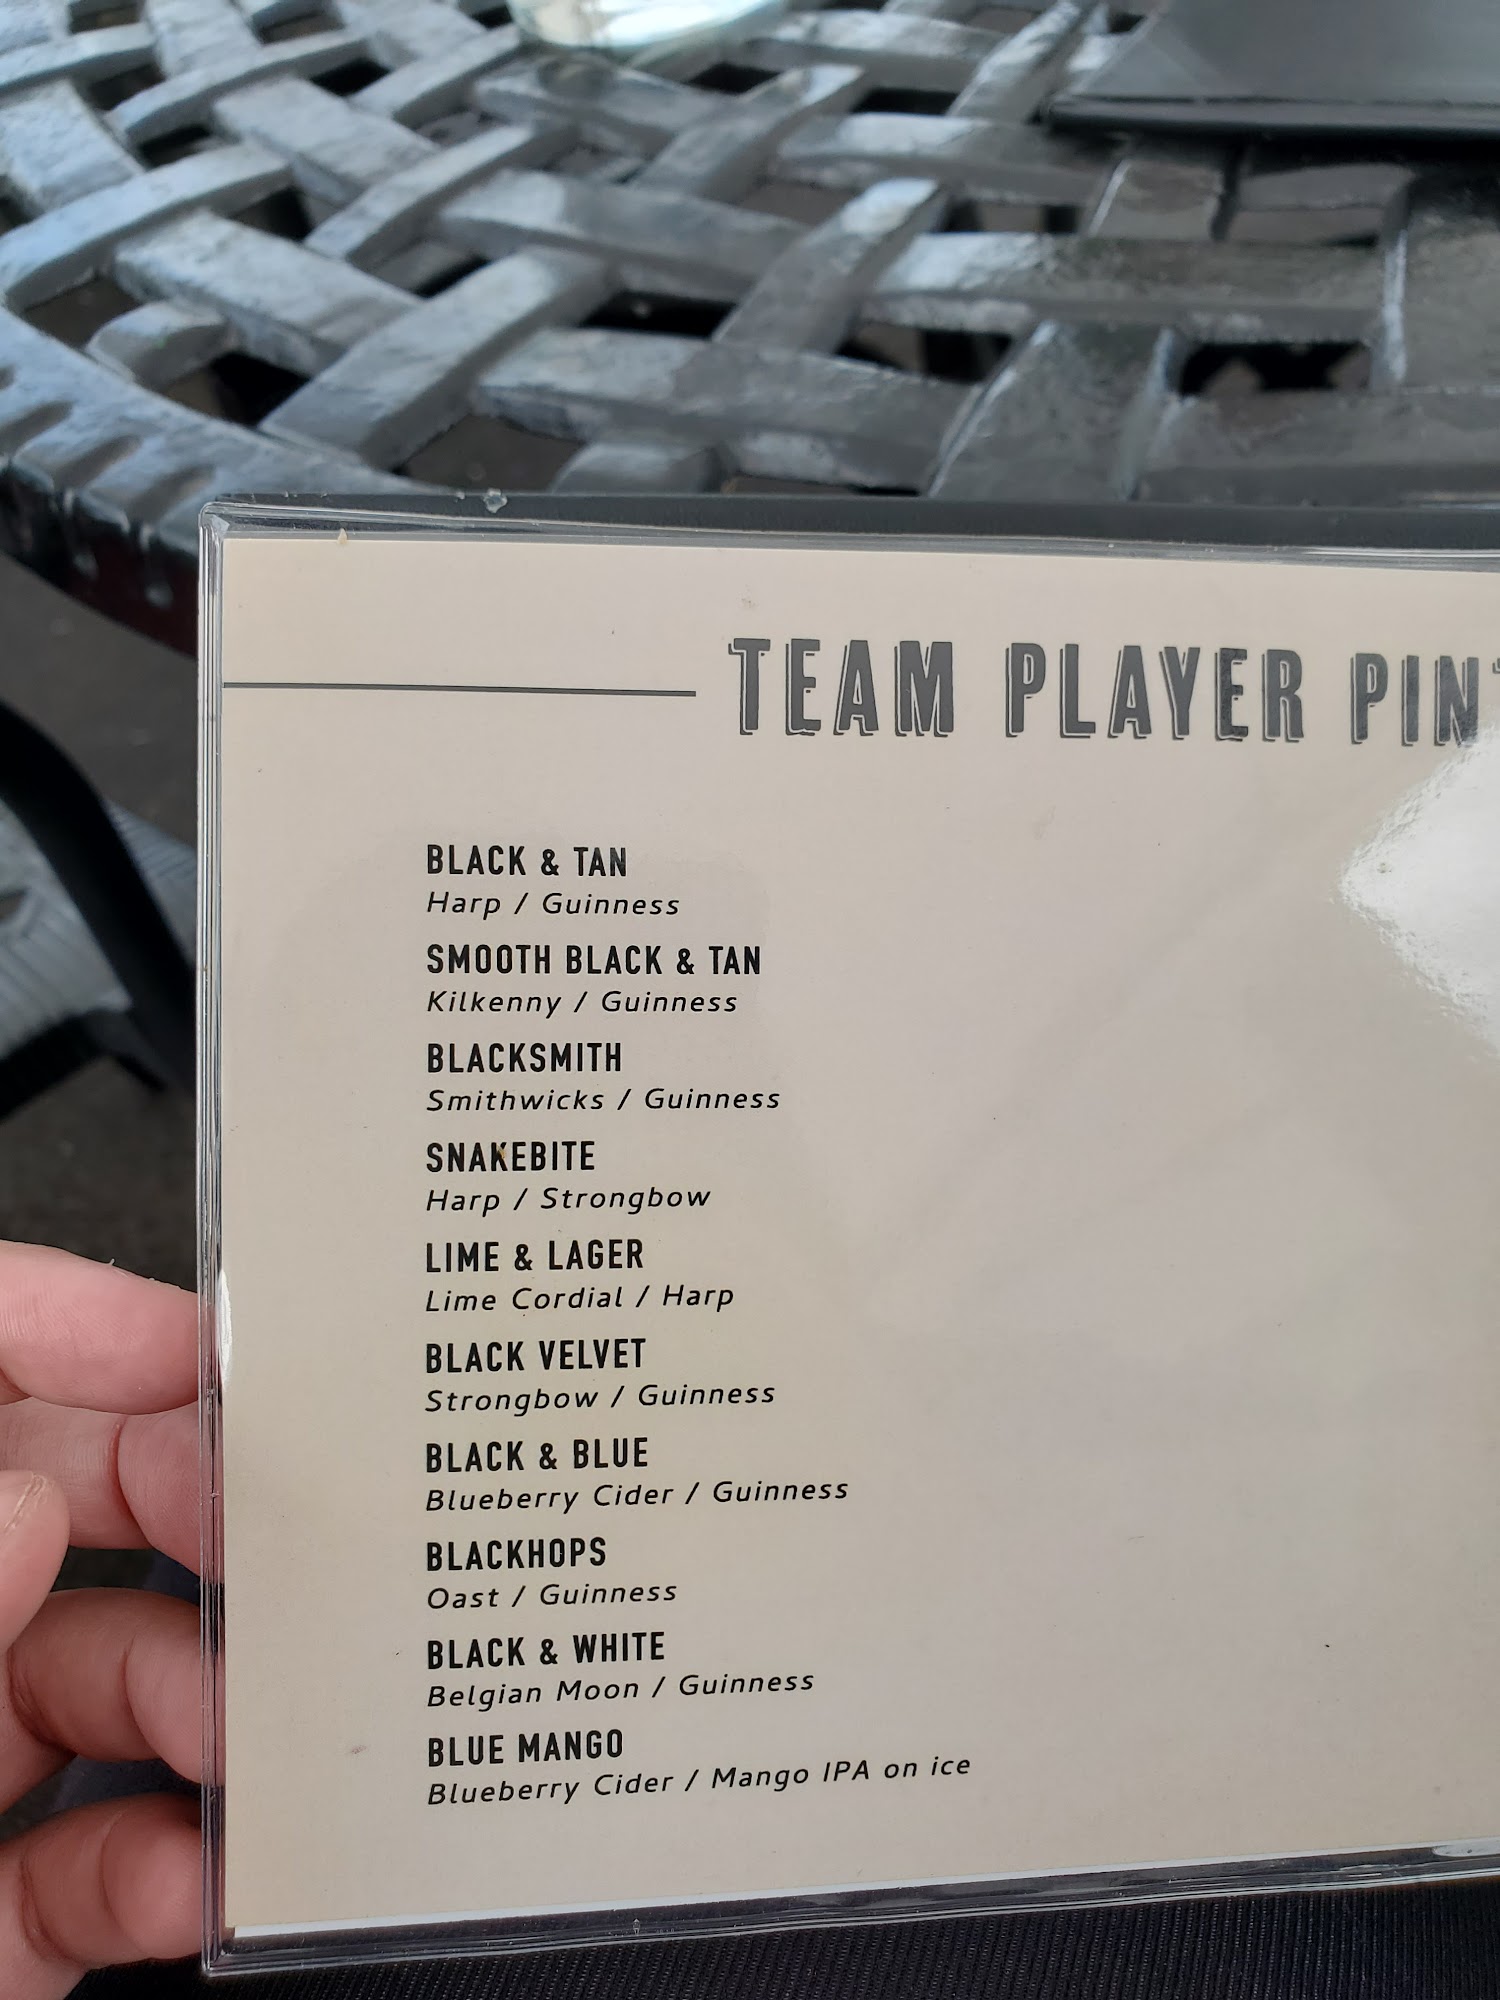 TEAM PLAYER
BLACK & TAN
Harp / Guinness
SMOOTH BLACK & TAN
Kilkenny / Guinness
BLACKSMITH
Smithwicks / Guinness
SNAKEBITE
Harp / Strongbow
LIME & LAGER
Lime Cordial / Harp
BLACK VELVET
Strongbow / Guinness
BLACK & BLUE
Blueberry Cider / Guinness
BLACKHOPS
Oast / Guinness
BLACK & WHITE
Belgian Moon / Guinness
BLUE MANGO
Blueberry Cider / Mango IPA on ice